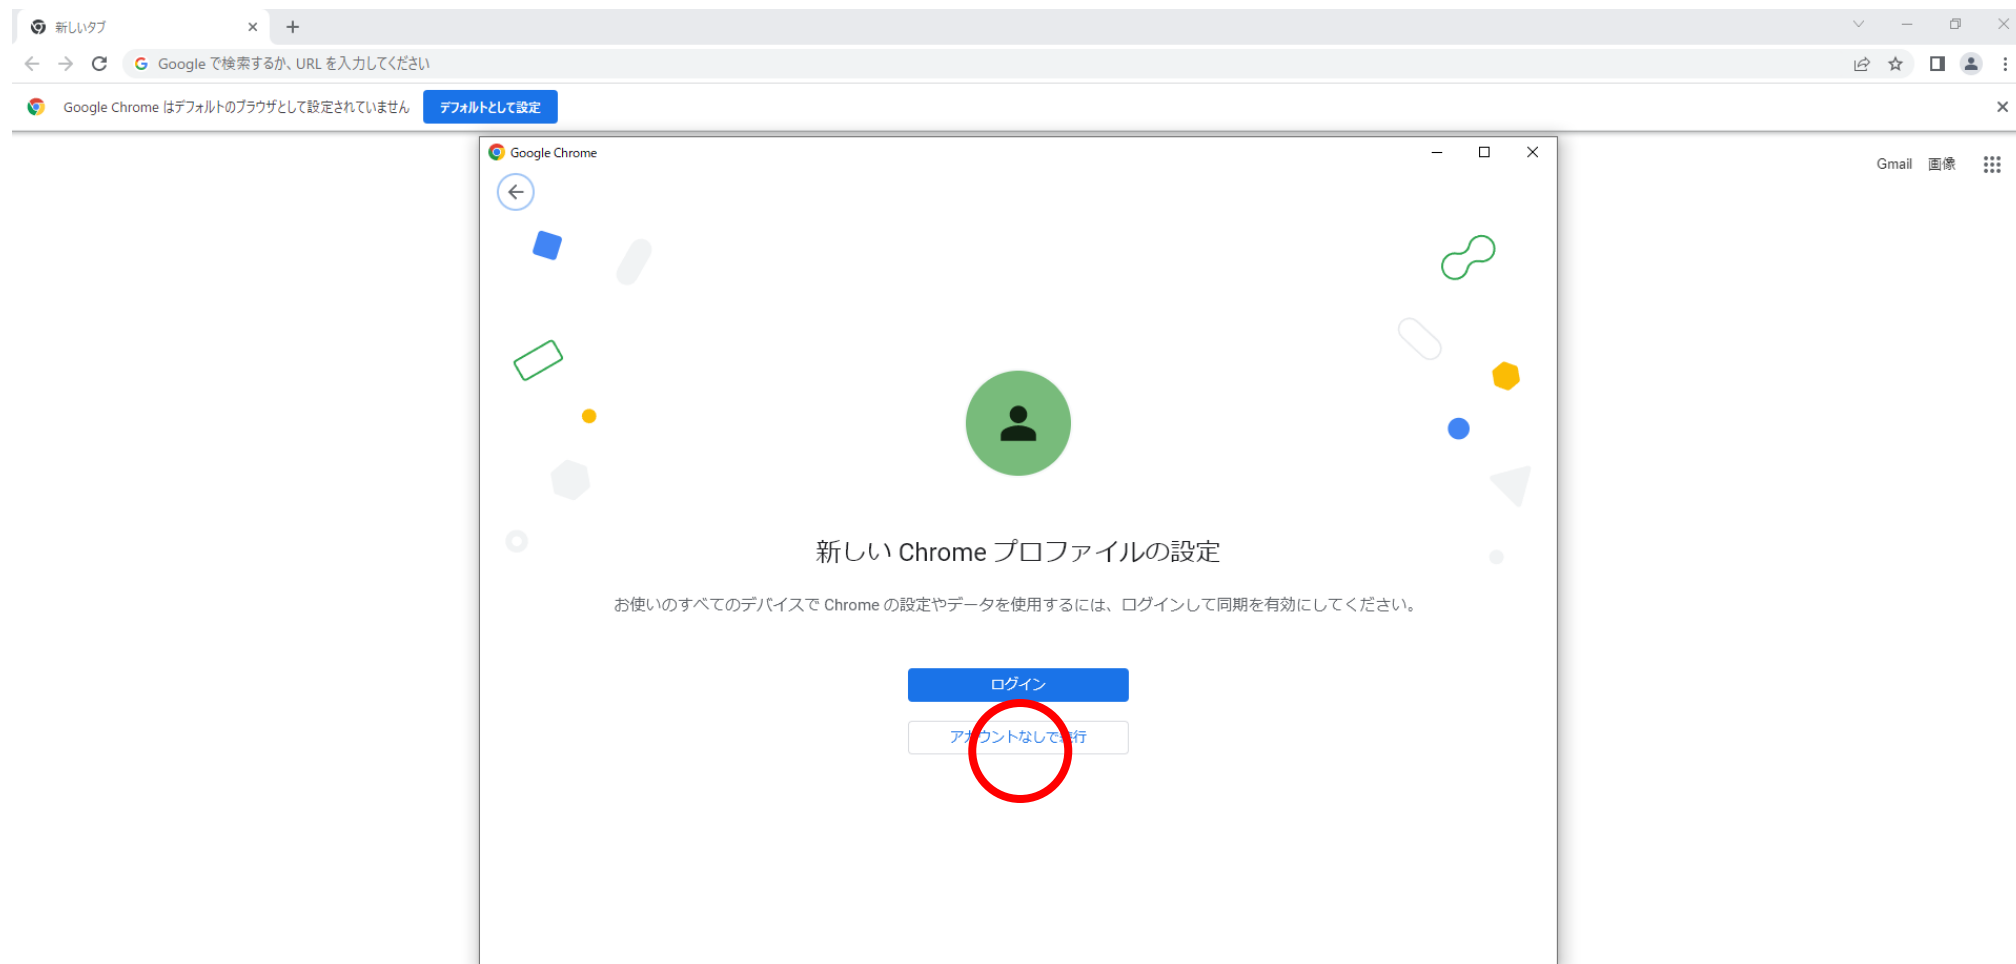 新しいタブ
Google で検索するか、URL を入力してください
Google Chrome はデフォルトのブラウザとして設定されていません
デフォルトとして設定
Google Chrome
Gmail 画像
新しい Chrome プロファイルの設定
お使いのすべてのデバイスで Chrome の設定やデータを使用するには、ログインして同期を有効にしてください。
ログイン
アカウントなしで続行